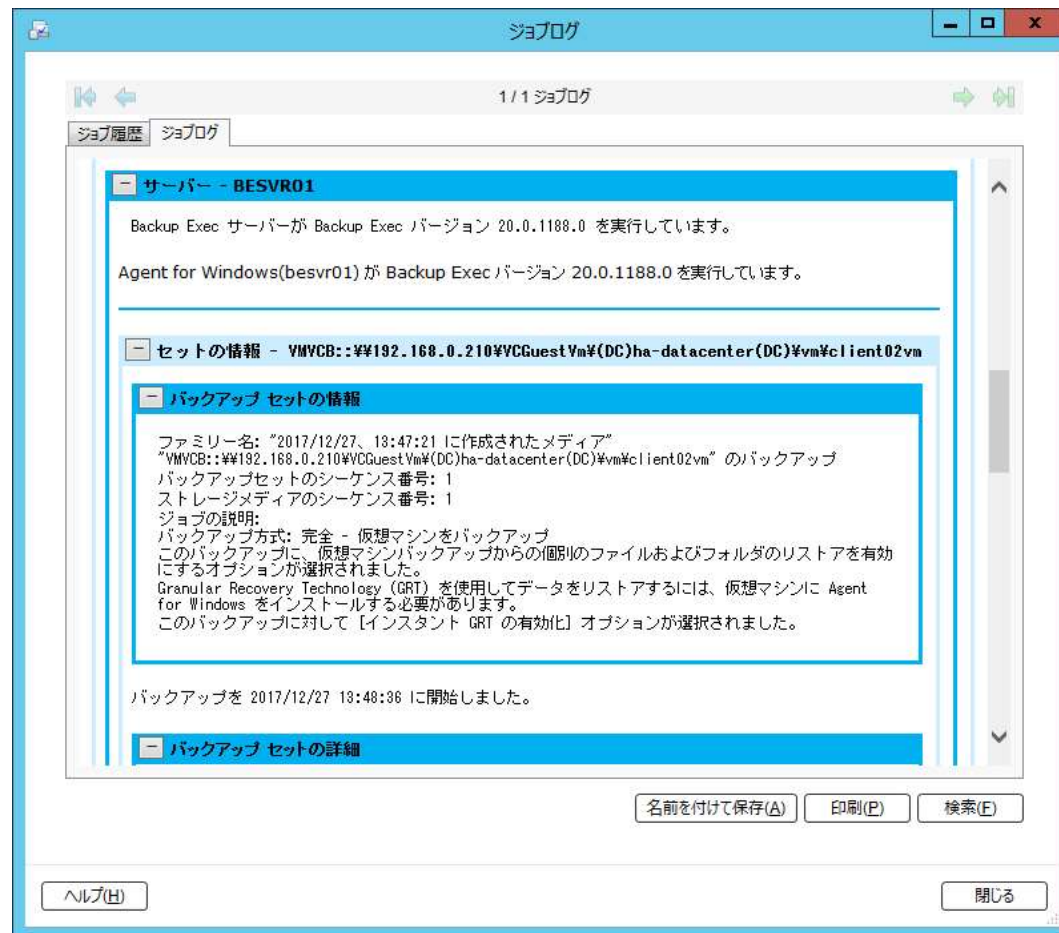 ジョブログ
1 / 1 ジョブログ
ジョブ履歴 ジョブログ
サーバー - BESVR01
Backup Exec サーバーが Backup Exec バージョン 20.0.1188.0 を実行しています。
Agent for Windows(besvr01) が Backup Exec バージョン 20.0.1188.0 を実行しています。
セットの情報 - VMVCB::¥¥192.168.0.210¥VCGuestVm¥(DC)ha-datacenter(DC)¥vm¥client02vm
バックアップ セットの情報
ファミリー名: "2017/12/27、13:47:21 に作成されたメディア"
"VMVCB::¥¥192.168.0.210¥VCGuestVm¥(DC)ha-datacenter(DC)¥vm¥client02vm" のバックアップ
バックアップセットのシーケンス番号: 1
ストレージメディアのシーケンス番号: 1
ジョブの説明:
バックアップ方式: 完全 - 仮想マシンをバックアップ
このバックアップに、仮想マシンバックアップからの個別のファイルおよびフォルダのリストアを有効
にするオプションが選択されました。
Granular Recovery Technology (GRT) を使用してデータをリストアするには、仮想マシンに Agent
for Windows をインストールする必要があります。
このバックアップに対して [インスタント GRT の有効化] オプションが選択されました。
バックアップを 2017/12/27 13:48:36 に開始しました。
バックアップ セットの詳細
名前を付けて保存(A) 印刷(P) 検索(F)
ヘルプ(H) 閉じる